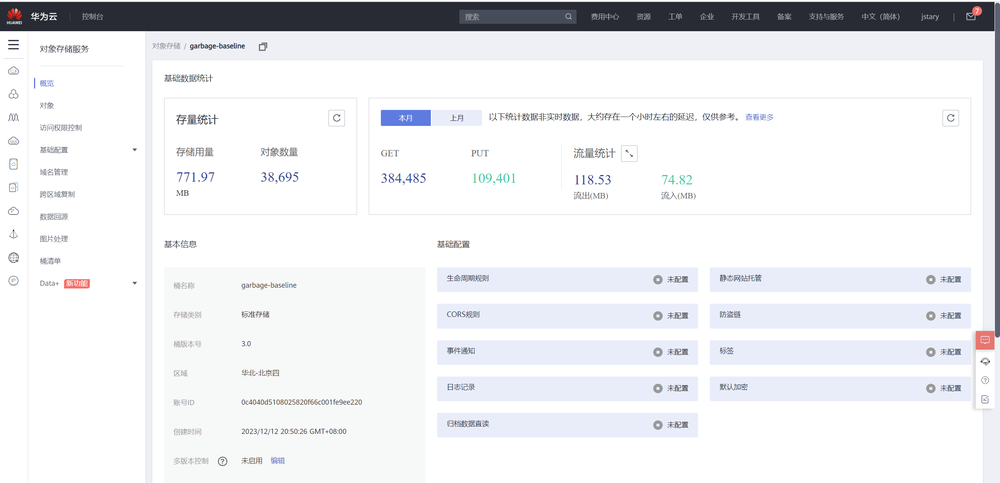 HUAWEI
华为云
控制台
搜索
费用中心
资源
工单
企业
开发工具
备案
支持与服务
中文（简体）
jstary
7
对象存储服务
概览
对象
访问权限控制
基础配置
域名管理
跨区域复制
数据回源
图片处理
桶清单
Data+ 新功能
W
IP
对象存储 / garbage-baseline
基础数据统计
存量统计
存储用量
771.97
MB
对象数量
38,695
本月
上月
以下统计数据非实时数据，大约存在一个小时左右的延迟，仅供参考。 查看更多
GET
384,485
PUT
109,401
流量统计
118.53
流出(MB)
74.82
流入(MB)
基本信息
桶名称 garbage-baseline
存储类别 标准存储
桶版本号 3.0
区域 华北-北京四
账号ID 0c4040d5108025820f66c001fe9ee220
创建时间 2023/12/12 20:50:26 GMT+08:00
多版本控制 ? 未启用 编辑
基础配置
生命周期规则 未配置
静态网站托管 未配置
CORS规则 未配置
防盗链 未配置
事件通知 未配置
标签 未配置
日志记录 未配置
默认加密 未配置
归档数据直读 未配置